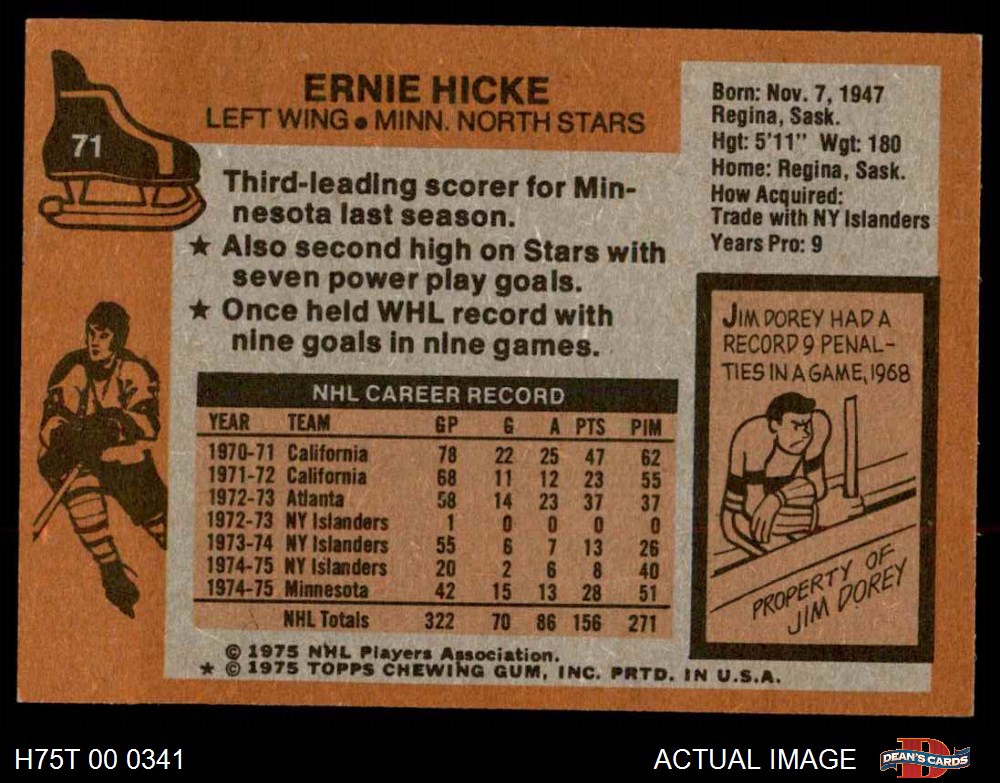 71
ERNIE HICKE
LEFT WING • MINN. NORTH STARS
Third-leading scorer for Min-
nesota last season.
★ Also second high on Stars with
seven power play goals.
★ Once held WHL record with
nine goals in nine games.
Born: Nov. 7, 1947
Regina, Sask.
Hgt: 5'11" Wgt: 180
Home: Regina, Sask.
How Acquired:
Trade with NY Islanders
Years Pro: 9
JIM DOREY HAD A
RECORD 9 PENAL-
TIES IN A GAME, 1968
PROPERTY OF
JIM DOREY
NHL CAREER RECORD
YEAR TEAM GP G A PTS PIM
1970-71 California 78 22 25 47 62
1971-72 California 68 11 12 23 55
1972-73 Atlanta 58 14 23 37 37
1972-73 NY Islanders 1 0 0 0 0
1973-74 NY Islanders 55 6 7 13 26
1974-75 NY Islanders 20 2 6 8 40
1974-75 Minnesota 42 15 13 28 51
NHL Totals 322 70 86 156 271
© 1975 NHL Players Association.
★ © 1975 TOPPS CHEWING GUM, INC. PRTD. IN U.S.A.
H75T 00 0341
ACTUAL IMAGE
D
DEAN'S CARDS